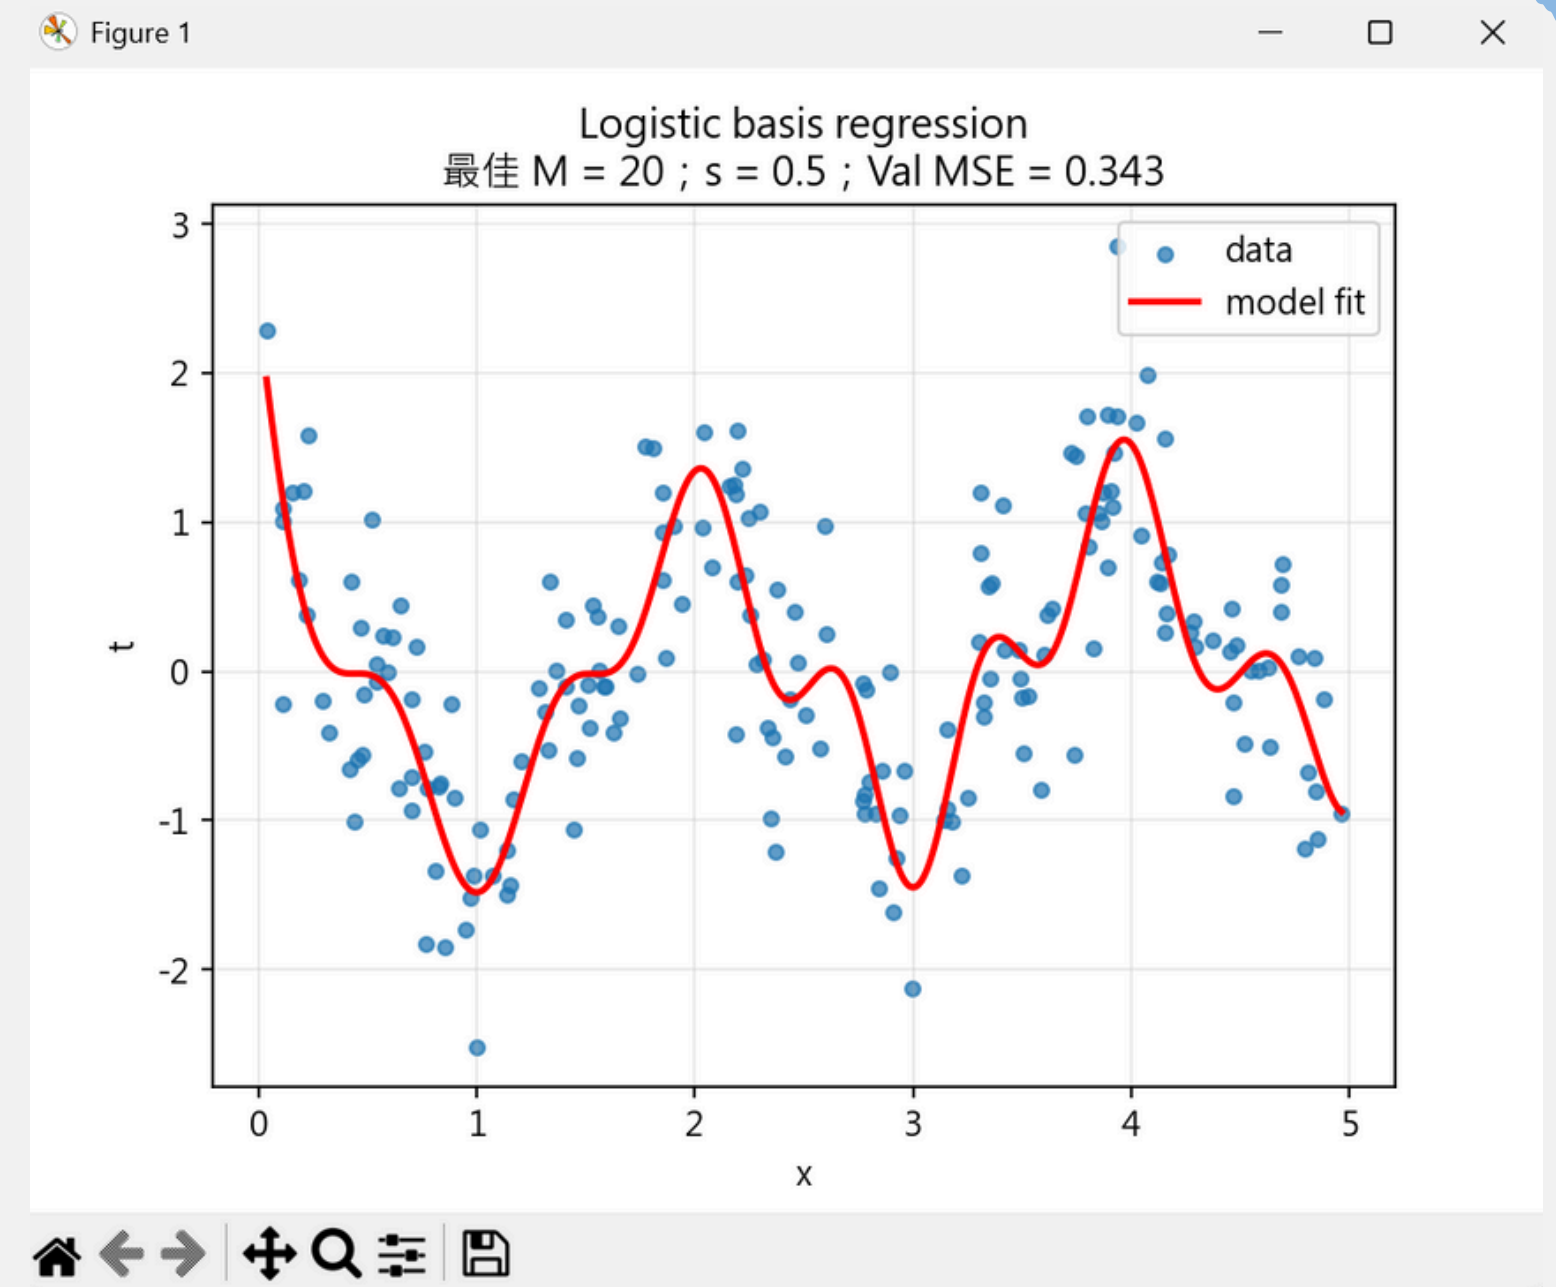 Figure 1
Logistic basis regression
最佳 M = 20 ; s = 0.5 ; Val MSE = 0.343
data
model fit
3
2
1
0
-1
-2
t
0 1 2 3 4 5
x